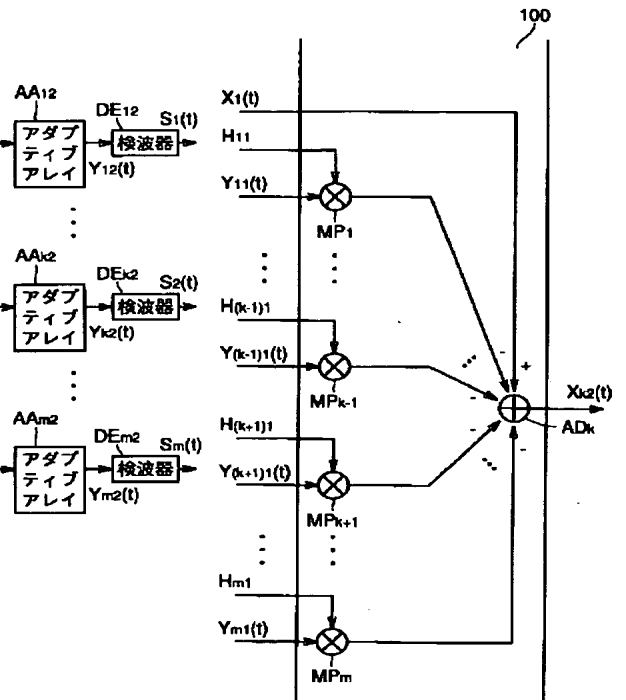 100
AA12
アダプ
ティブ
アレイ
DE12
検波器
S1(t)
Y12(t)
AAk2
アダプ
ティブ
アレイ
DEk2
検波器
S2(t)
Yk2(t)
AAm2
アダプ
ティブ
アレイ
DEm2
検波器
Sm(t)
Ym2(t)
X1(t)
H11
Y11(t)
MP1
H(k-1)1
Y(k-1)1(t)
MPk-1
H(k+1)1
Y(k+1)1(t)
MPk+1
Hm1
Ym1(t)
MPm
-
+
-
-
-
Xk2(t)
ADk